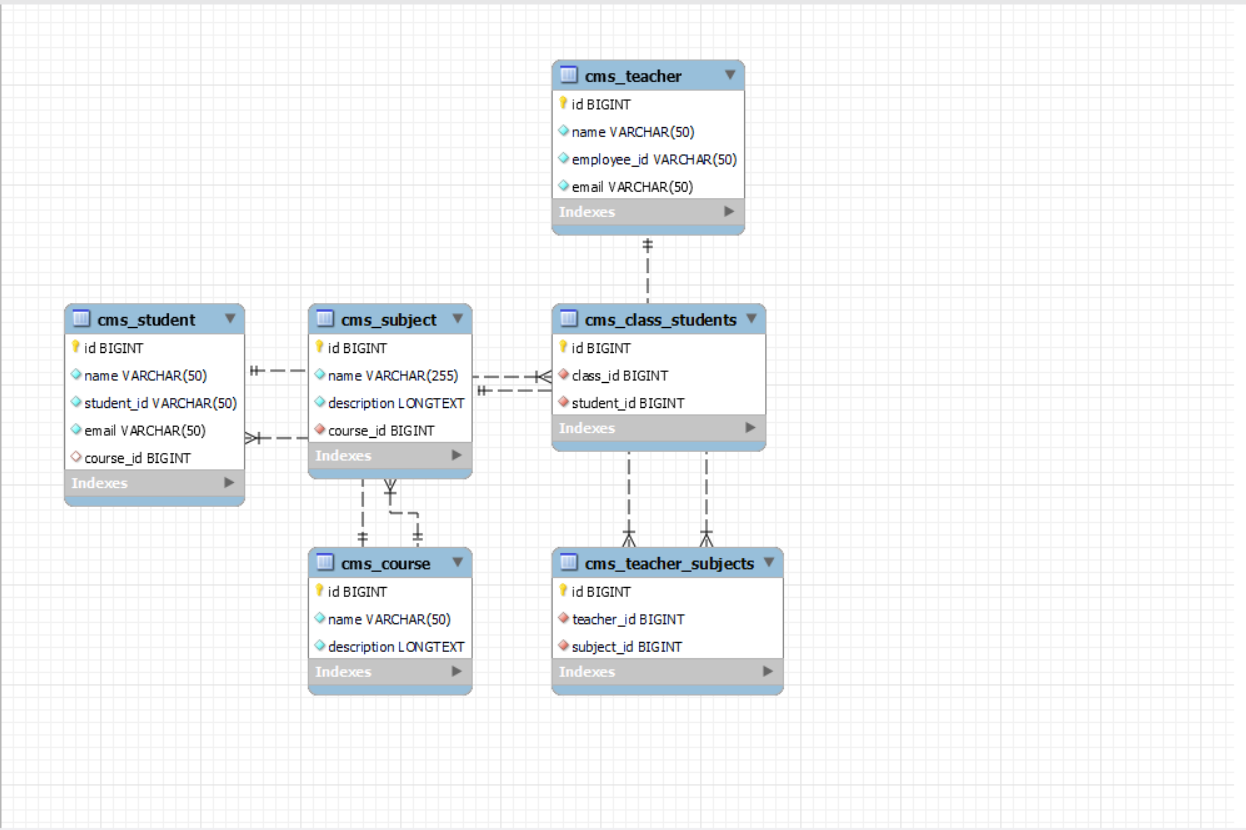 cms_teacher
id BIGINT
name VARCHAR(50)
employee_id VARCHAR(50)
email VARCHAR(50)
Indexes
cms_student
id BIGINT
name VARCHAR(50)
student_id VARCHAR(50)
email VARCHAR(50)
course_id BIGINT
Indexes
cms_subject
id BIGINT
name VARCHAR(255)
description LONGTEXT
course_id BIGINT
Indexes
cms_class_students
id BIGINT
class_id BIGINT
student_id BIGINT
Indexes
cms_course
id BIGINT
name VARCHAR(50)
description LONGTEXT
Indexes
cms_teacher_subjects
id BIGINT
teacher_id BIGINT
subject_id BIGINT
Indexes